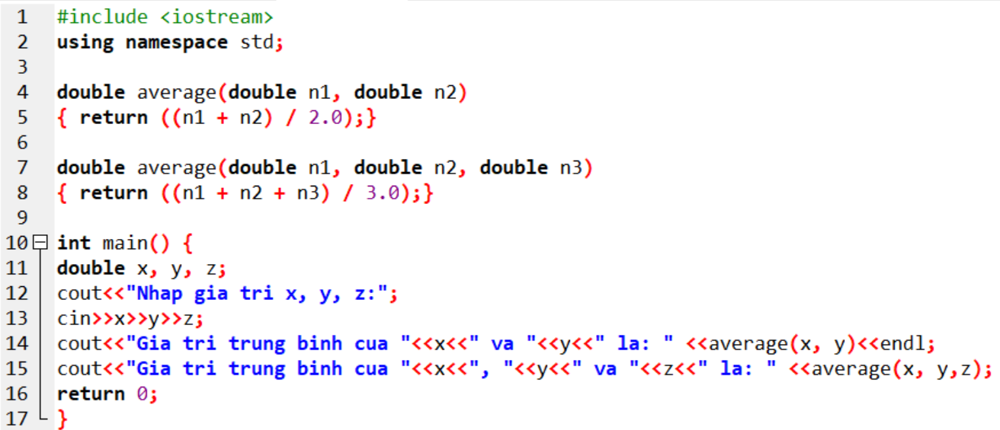 1 #include <iostream>
2 using namespace std;
3
4 double average(double n1, double n2)
5 { return ((n1 + n2) / 2.0);}
6
7 double average(double n1, double n2, double n3)
8 { return ((n1 + n2 + n3) / 3.0);}
9
10 int main() {
11 double x, y, z;
12 cout<<"Nhap gia tri x, y, z:";
13 cin>>x>>y>>z;
14 cout<<"Gia tri trung binh cua "<<x<<" va "<<y<<" la: " <<average(x, y)<<endl;
15 cout<<"Gia tri trung binh cua "<<x<<", "<<y<<" va "<<z<<" la: " <<average(x, y,z);
16 return 0;
17 }